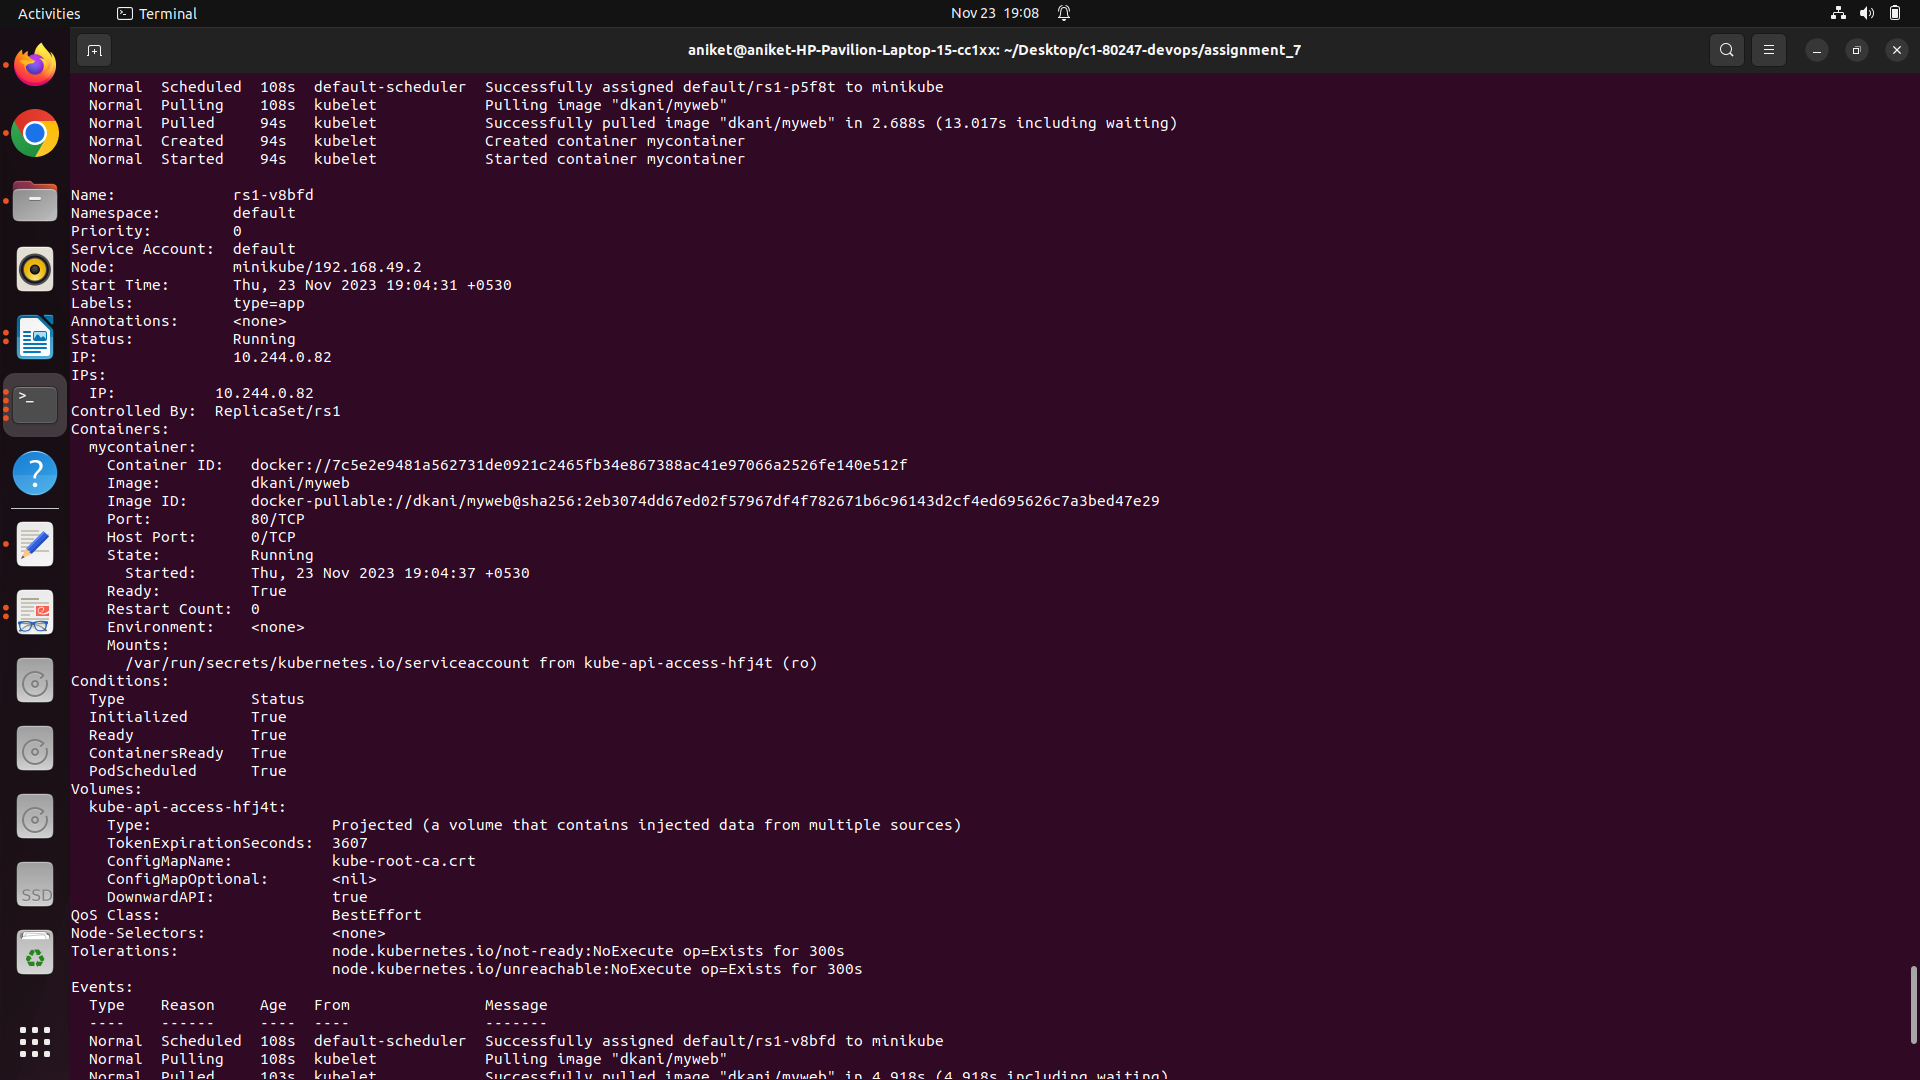 Activities
Terminal
Nov 23  19:08
aniket@aniket-HP-Pavilion-Laptop-15-cc1xx: ~/Desktop/c1-80247-devops/assignment_7
  Normal  Scheduled  108s  default-scheduler  Successfully assigned default/rs1-p5f8t to minikube
  Normal  Pulling    108s  kubelet            Pulling image "dkani/myweb"
  Normal  Pulled     94s   kubelet            Successfully pulled image "dkani/myweb" in 2.688s (13.017s including waiting)
  Normal  Created    94s   kubelet            Created container mycontainer
  Normal  Started    94s   kubelet            Started container mycontainer
Name:             rs1-v8bfd
Namespace:        default
Priority:         0
Service Account:  default
Node:             minikube/192.168.49.2
Start Time:       Thu, 23 Nov 2023 19:04:31 +0530
Labels:           type=app
Annotations:      <none>
Status:           Running
IP:               10.244.0.82
IPs:
  IP:           10.244.0.82
Controlled By:  ReplicaSet/rs1
Containers:
  mycontainer:
    Container ID:   docker://7c5e2e9481a562731de0921c2465fb34e867388ac41e97066a2526fe140e512f
    Image:          dkani/myweb
    Image ID:       docker-pullable://dkani/myweb@sha256:2eb3074dd67ed02f57967df4f782671b6c96143d2cf4ed695626c7a3bed47e29
    Port:           80/TCP
    Host Port:      0/TCP
    State:          Running
      Started:      Thu, 23 Nov 2023 19:04:37 +0530
    Ready:          True
    Restart Count:  0
    Environment:    <none>
    Mounts:
      /var/run/secrets/kubernetes.io/serviceaccount from kube-api-access-hfj4t (ro)
Conditions:
  Type              Status
  Initialized       True
  Ready             True
  ContainersReady   True
  PodScheduled      True
Volumes:
  kube-api-access-hfj4t:
    Type:                    Projected (a volume that contains injected data from multiple sources)
    TokenExpirationSeconds:  3607
    ConfigMapName:           kube-root-ca.crt
    ConfigMapOptional:       <nil>
    DownwardAPI:             true
QoS Class:                   BestEffort
Node-Selectors:              <none>
Tolerations:                 node.kubernetes.io/not-ready:NoExecute op=Exists for 300s
                             node.kubernetes.io/unreachable:NoExecute op=Exists for 300s
Events:
  Type    Reason     Age   From               Message
  ----    ------     ----  ----               -------
  Normal  Scheduled  108s  default-scheduler  Successfully assigned default/rs1-v8bfd to minikube
  Normal  Pulling    108s  kubelet            Pulling image "dkani/myweb"
  Normal  Pulled     103s  kubelet            Successfully pulled image "dkani/myweb" in 4.918s (4.918s including waiting)
SSD